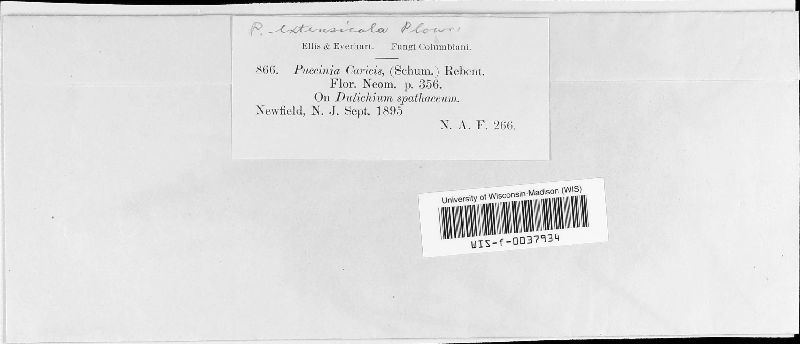 P. extensicola Plowr.
Ellis & Everhart. Fungi Columbiani.
866. Puccinia Caricis, (Schum.) Rebent.
Flor. Neom. p. 356.
On Dulichium spathaceum.
Newfield, N. J. Sept. 1895
N. A. F. 266.
University of Wisconsin-Madison (WIS)
WIS-f-0037934